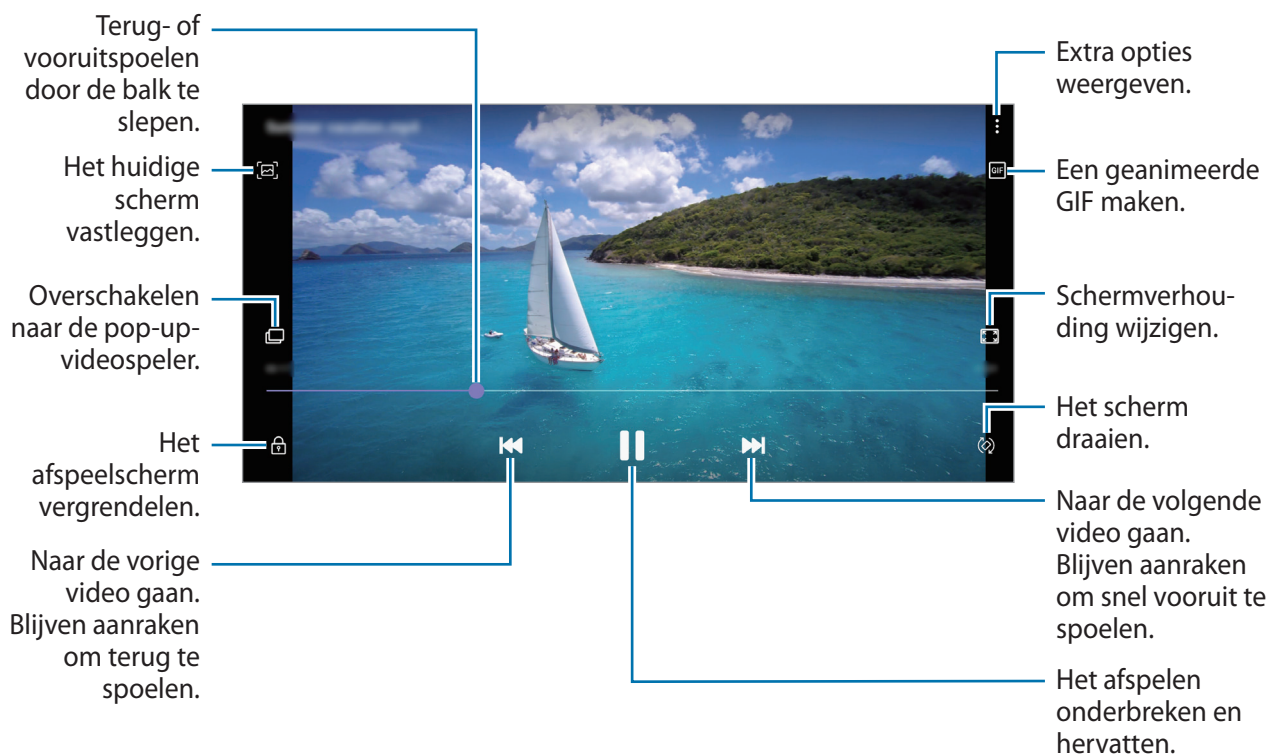 Terug- of
vooruitspoelen
door de balk te
slepen.
Het huidige
scherm
vastleggen.
Overschakelen
naar de pop-up-
videospeler.
Het
afspeelscherm
vergrendelen.
Naar de vorige
video gaan.
Blijven aanraken
om terug te
spoelen.
Extra opties
weergeven.
GIF
Een geanimeerde
GIF maken.
Schermverhou-
ding wijzigen.
Het scherm
draaien.
Naar de volgende
video gaan.
Blijven aanraken
om snel vooruit te
spoelen.
Het afspelen
onderbreken en
hervatten.